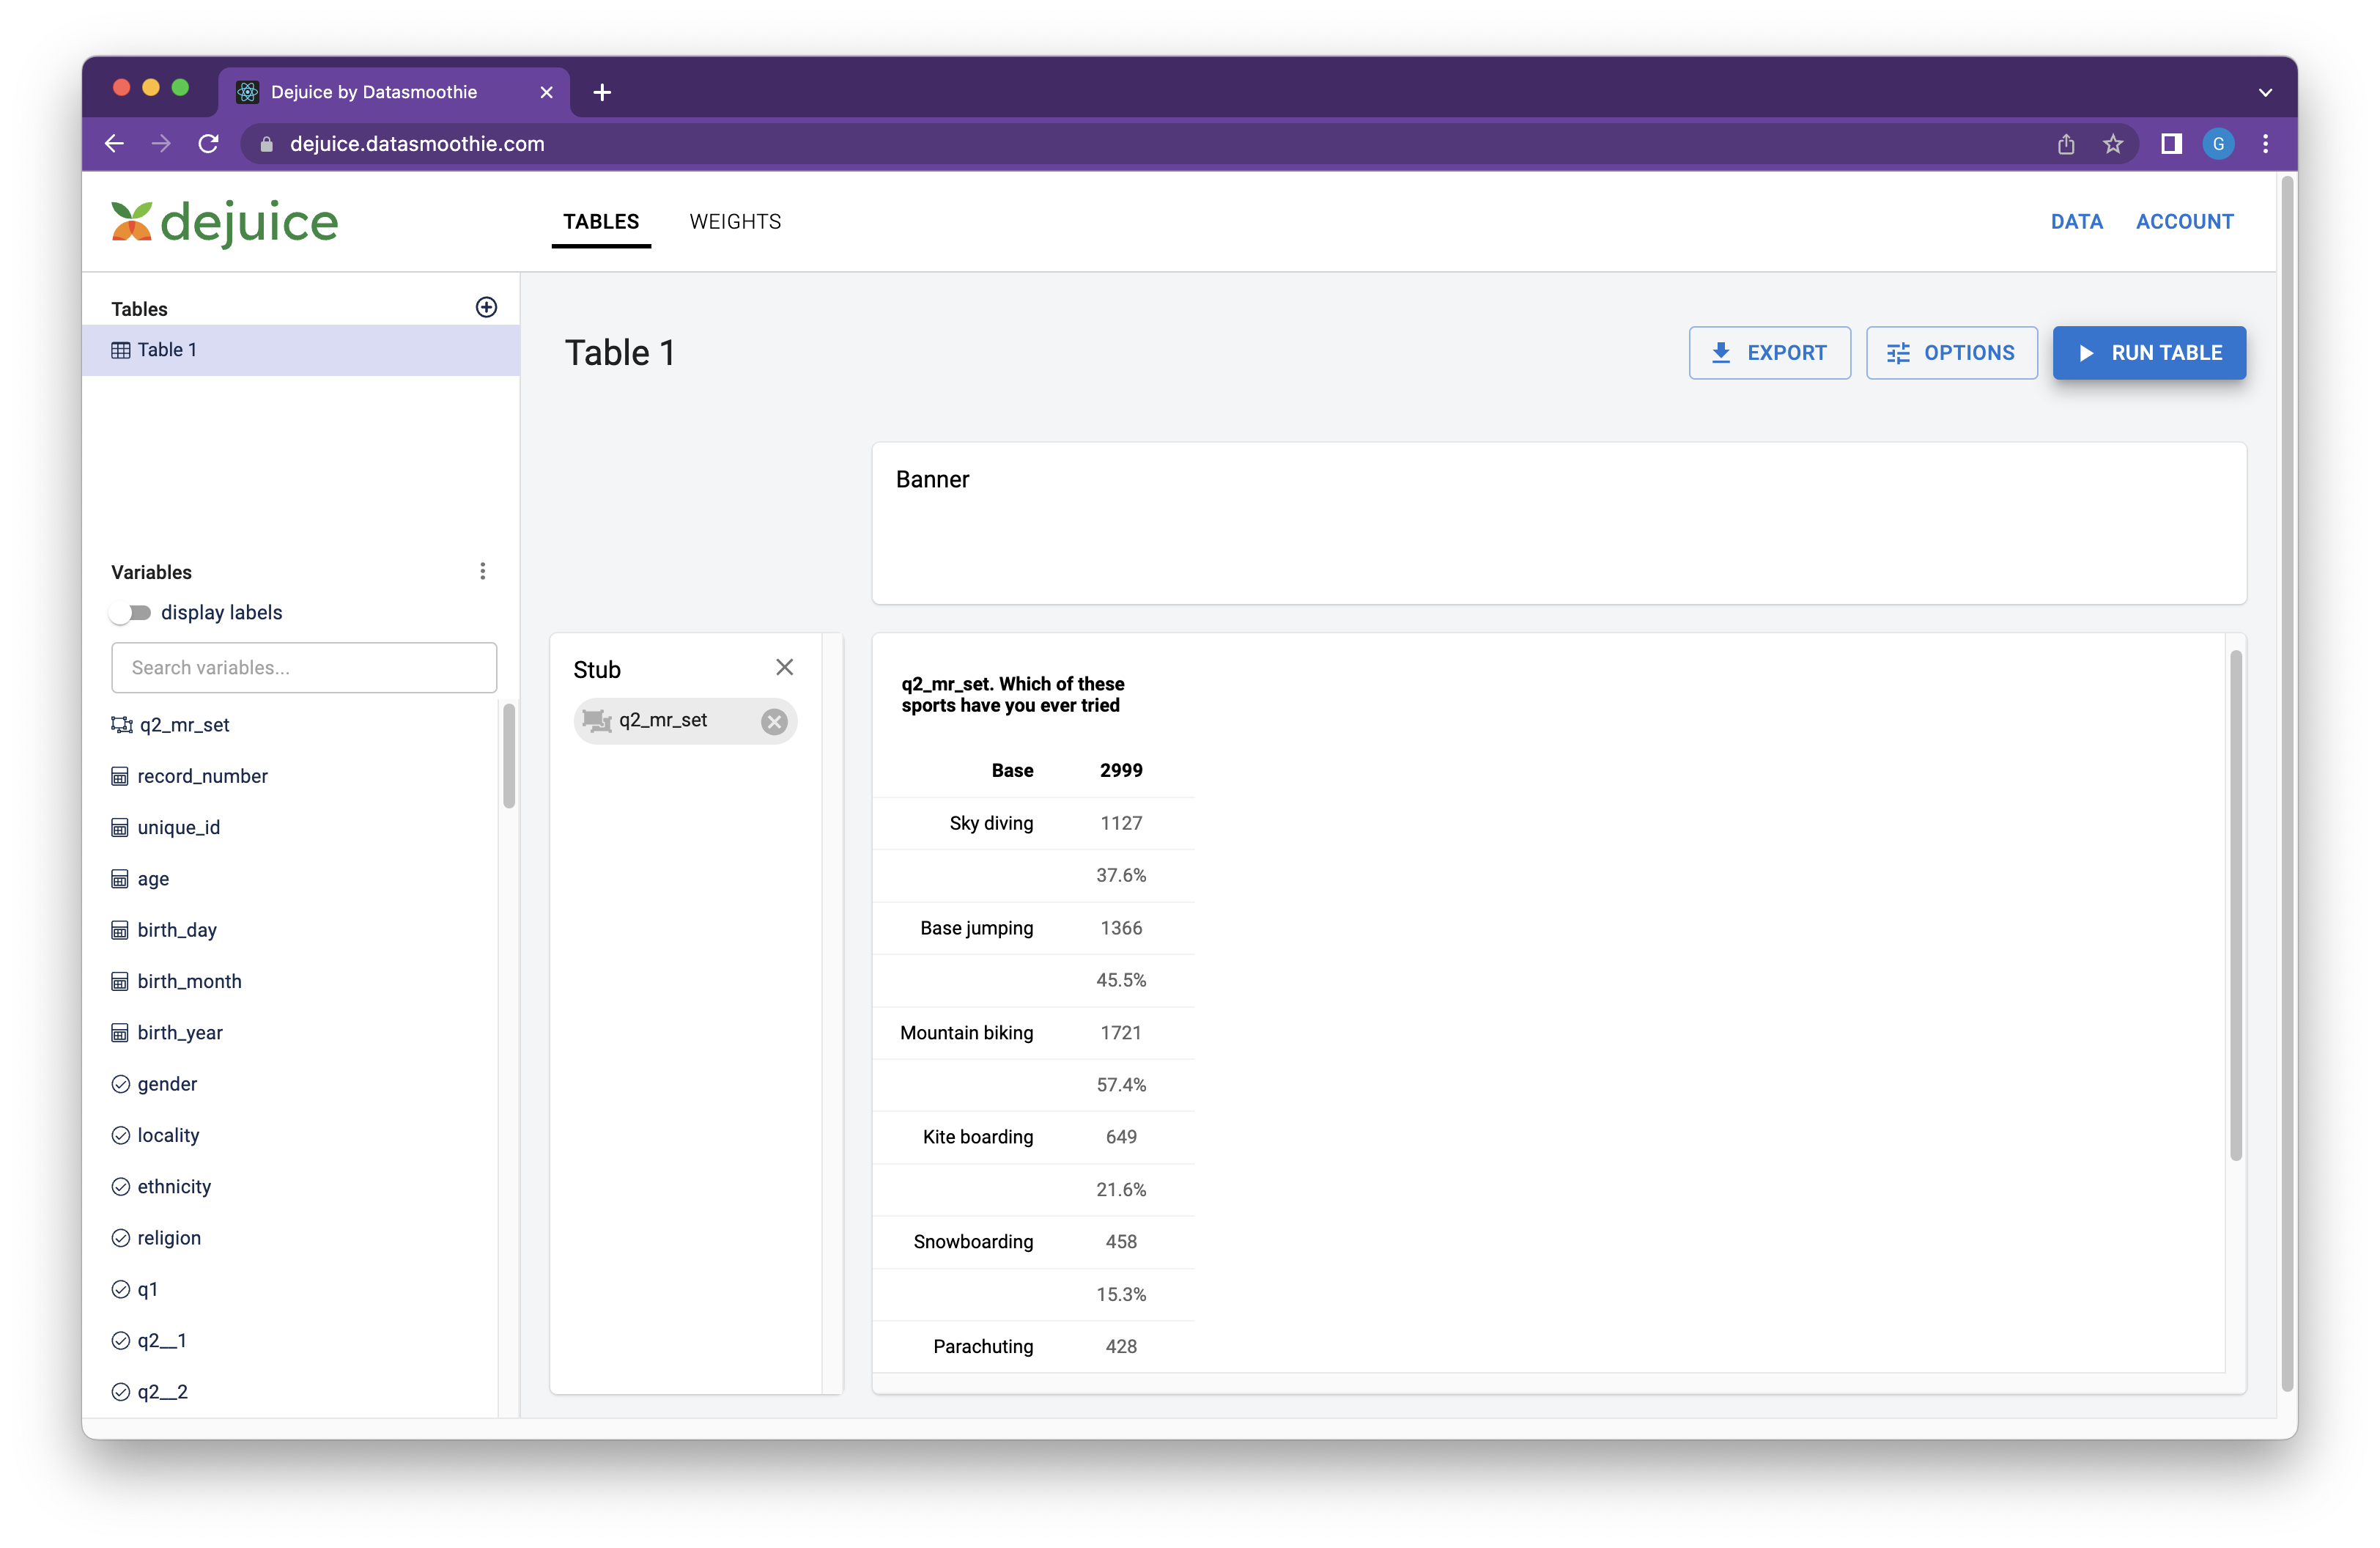 Dejuice by Datasmoothie
dejuice.datasmoothie.com
G
dejuice
TABLES
WEIGHTS
DATA
ACCOUNT
Tables
Table 1
Table 1
EXPORT
OPTIONS
RUN TABLE
Banner
Variables
display labels
Search variables...
q2_mr_set
record_number
unique_id
age
birth_day
birth_month
birth_year
gender
locality
ethnicity
religion
q1
q2__1
q2__2
Stub
q2_mr_set
q2_mr_set. Which of these
sports have you ever tried
Base 2999
Sky diving 1127
37.6%
Base jumping 1366
45.5%
Mountain biking 1721
57.4%
Kite boarding 649
21.6%
Snowboarding 458
15.3%
Parachuting 428